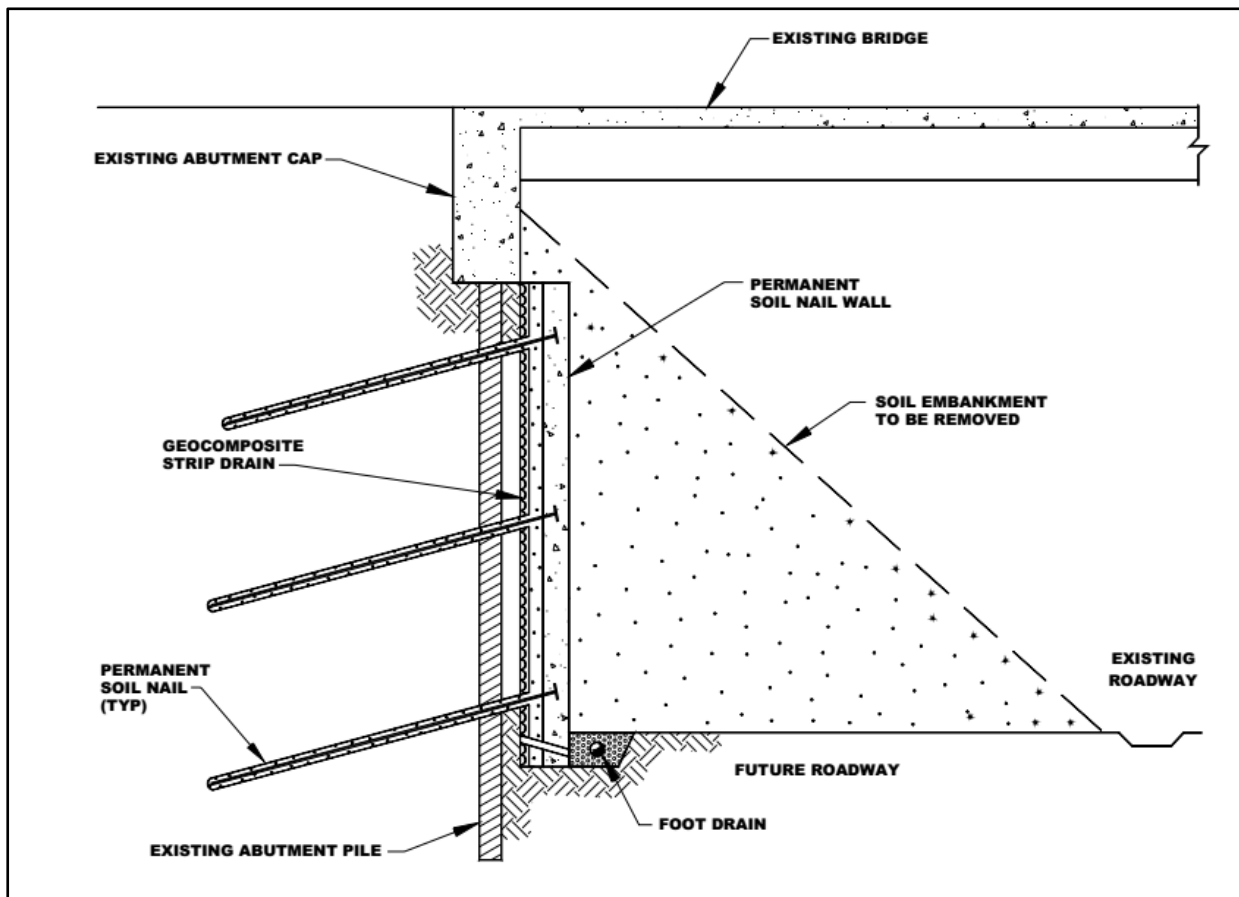 EXISTING BRIDGE
EXISTING ABUTMENT CAP
PERMANENT
SOIL NAIL WALL
SOIL EMBANKMENT
TO BE REMOVED
GEOCOMPOSITE
STRIP DRAIN
PERMANENT
SOIL NAIL
(TYP)
EXISTING
ROADWAY
FUTURE ROADWAY
FOOT DRAIN
EXISTING ABUTMENT PILE